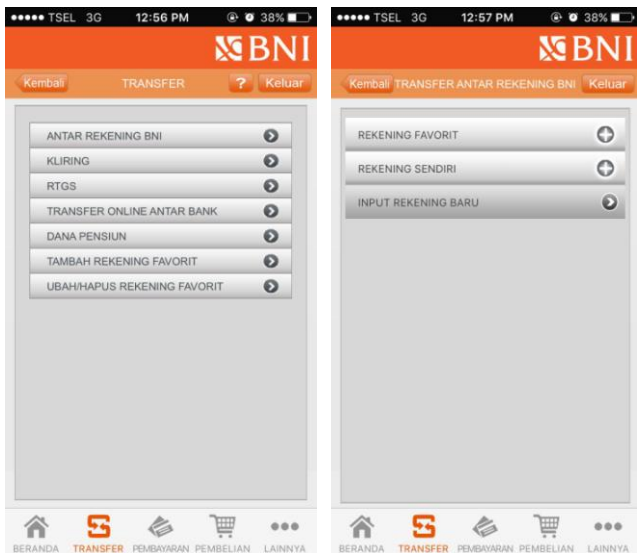 ●●●●● TSEL 3G 12:56 PM 38%
BNI
Kembali TRANSFER ? Keluar
ANTAR REKENING BNI
KLIRING
RTGS
TRANSFER ONLINE ANTAR BANK
DANA PENSIUN
TAMBAH REKENING FAVORIT
UBAH/HAPUS REKENING FAVORIT
BERANDA TRANSFER PEMBAYARAN PEMBELIAN LAINNYA
●●●●● TSEL 3G 12:57 PM 38%
BNI
Kembali TRANSFER ANTAR REKENING BNI Keluar
REKENING FAVORIT
REKENING SENDIRI
INPUT REKENING BARU
BERANDA TRANSFER PEMBAYARAN PEMBELIAN LAINNYA